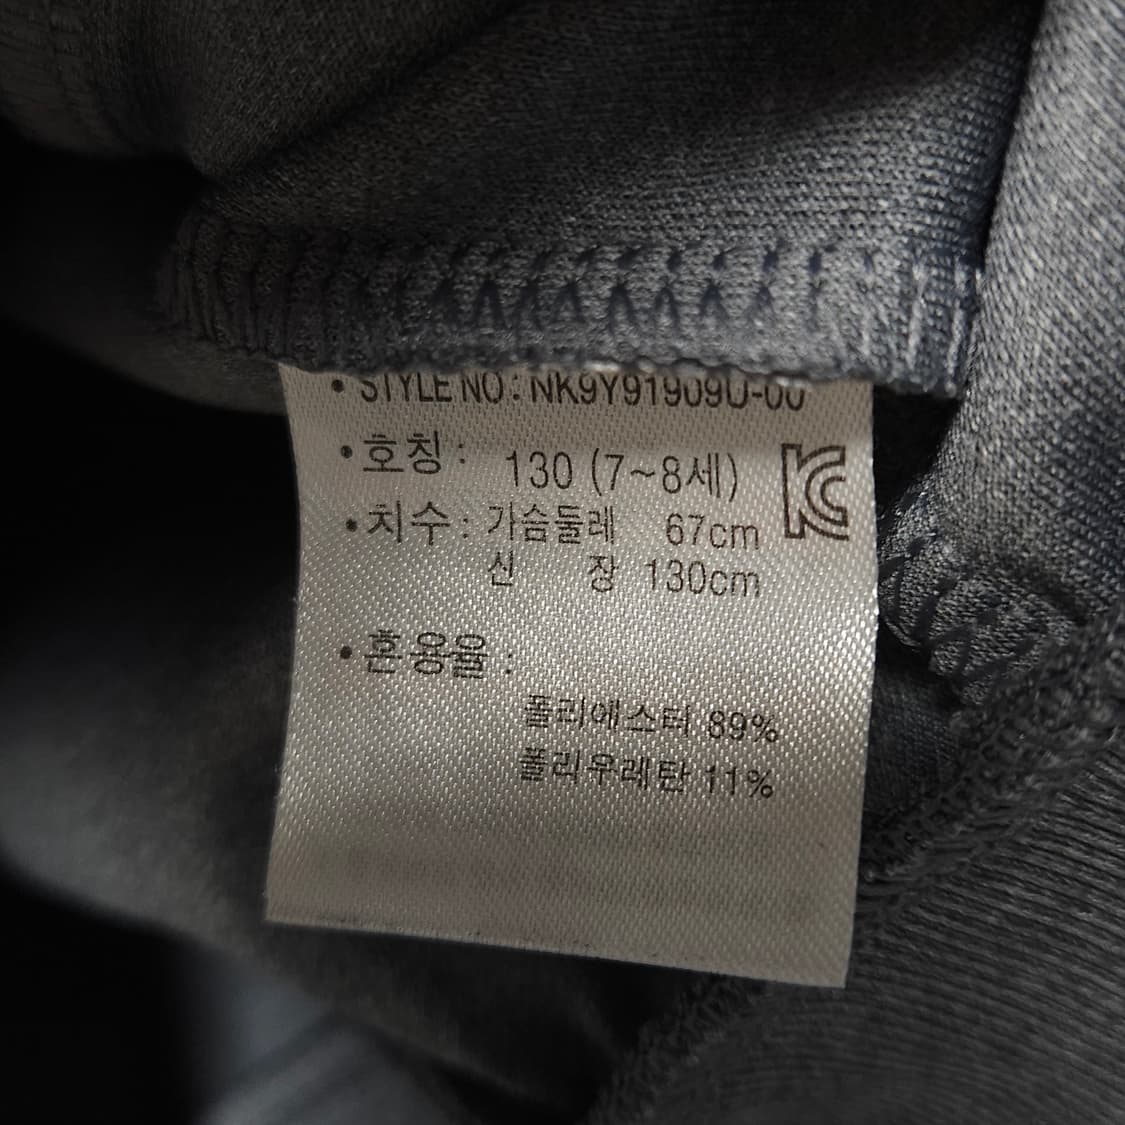 • STYLE NO : NK9Y91909U-00
• 호칭 : 130 (7~8세)
• 치수 : 가슴둘레 67cm
신 장 130cm
• 혼용율 :
폴리에스터 89%
폴리우레탄 11%